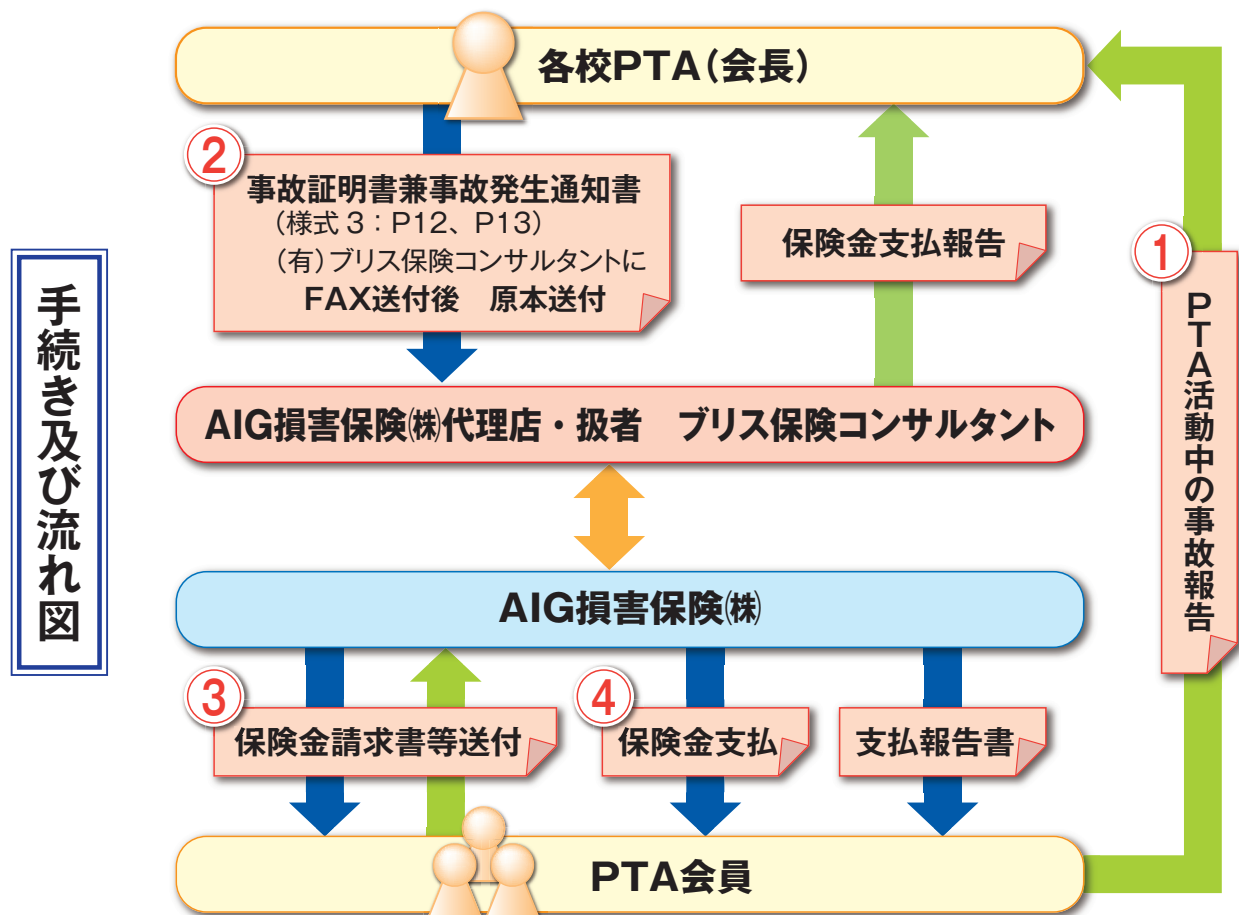 手続き及び流れ図
各校PTA（会長）
①
PTA活動中の事故報告
②
事故証明書兼事故発生通知書
（様式3：P12、P13）
（有）ブリス保険コンサルタントに
FAX送付後　原本送付
保険金支払報告
AIG損害保険㈱代理店・扱者　ブリス保険コンサルタント
AIG損害保険㈱
③
保険金請求書等送付
④
保険金支払
支払報告書
PTA会員